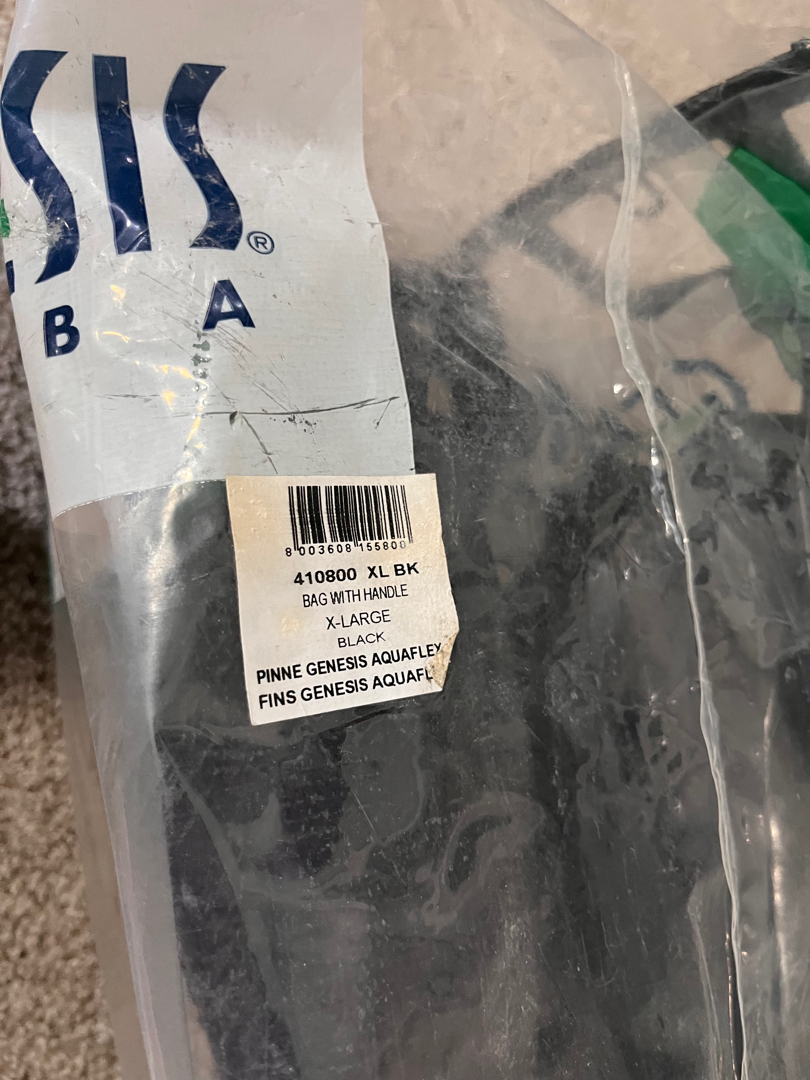 SIS®
B A
8 003608 155800
410800 XL BK
BAG WITH HANDLE
X-LARGE
BLACK
PINNE GENESIS AQUAFLEX
FINS GENESIS AQUAFL